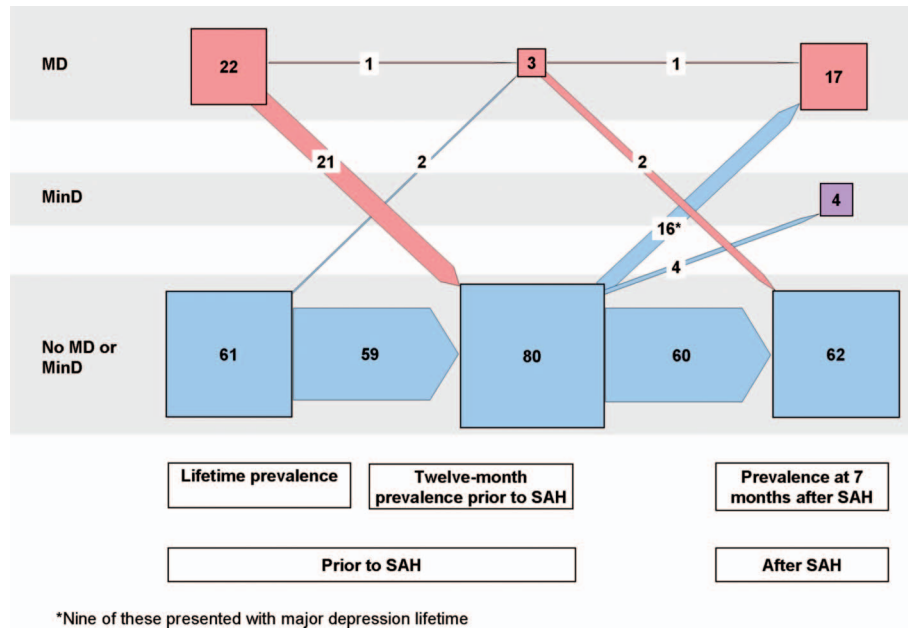 MD
22
1
3
1
17
21
2
2
MinD
4
16*
4
No MD or
MinD
61
59
80
60
62
Lifetime prevalence
Twelve-month
prevalence prior to SAH
Prevalence at 7
months after SAH
Prior to SAH
After SAH
*Nine of these presented with major depression lifetime